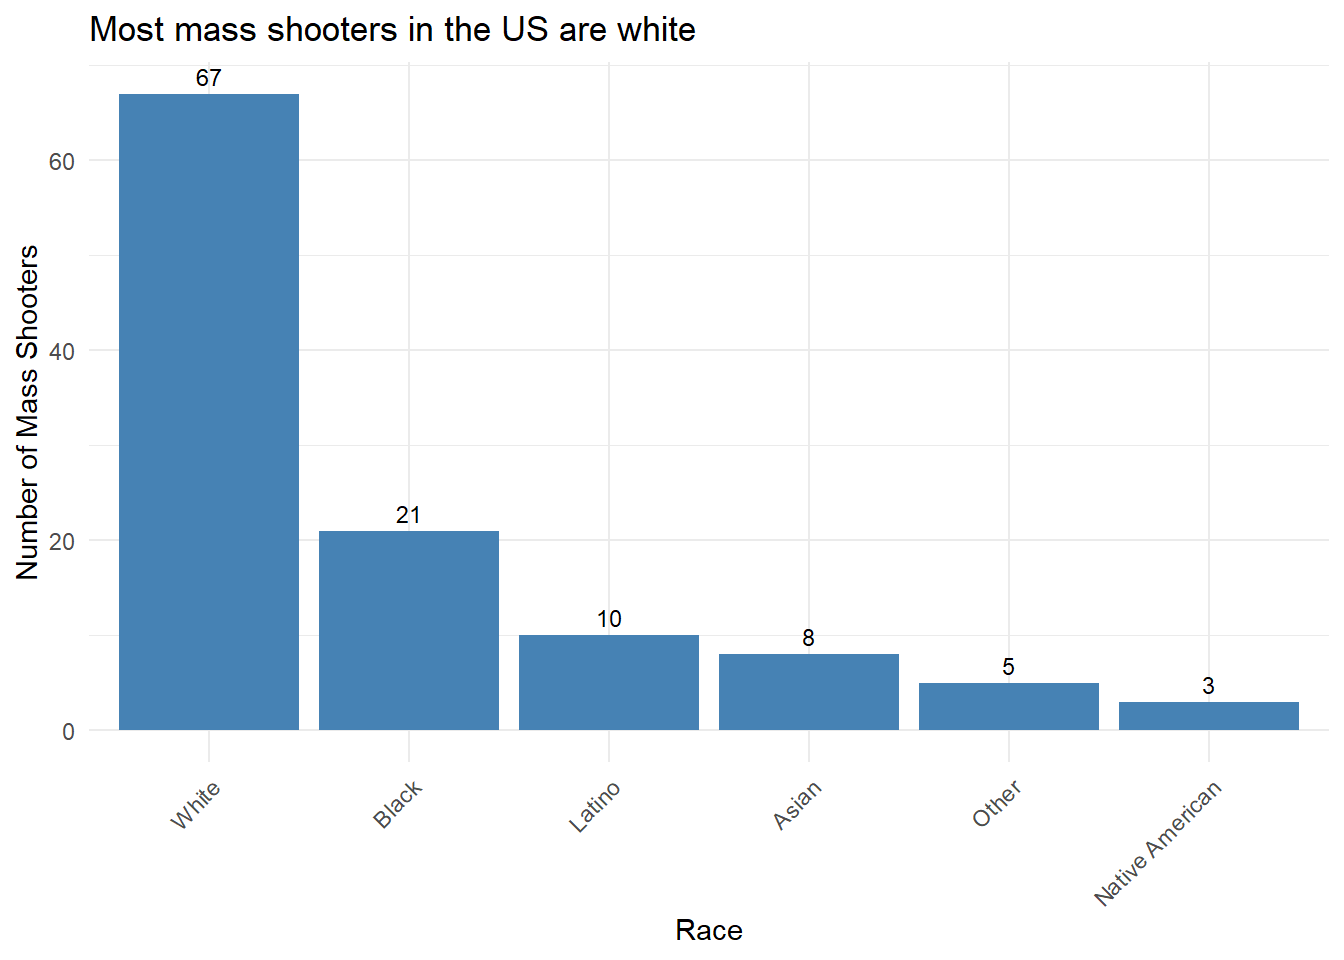 Most mass shooters in the US are white
Number of Mass Shooters
60
40
20
0
67
21
10
8
5
3
White
Black
Latino
Asian
Other
Native American
Race